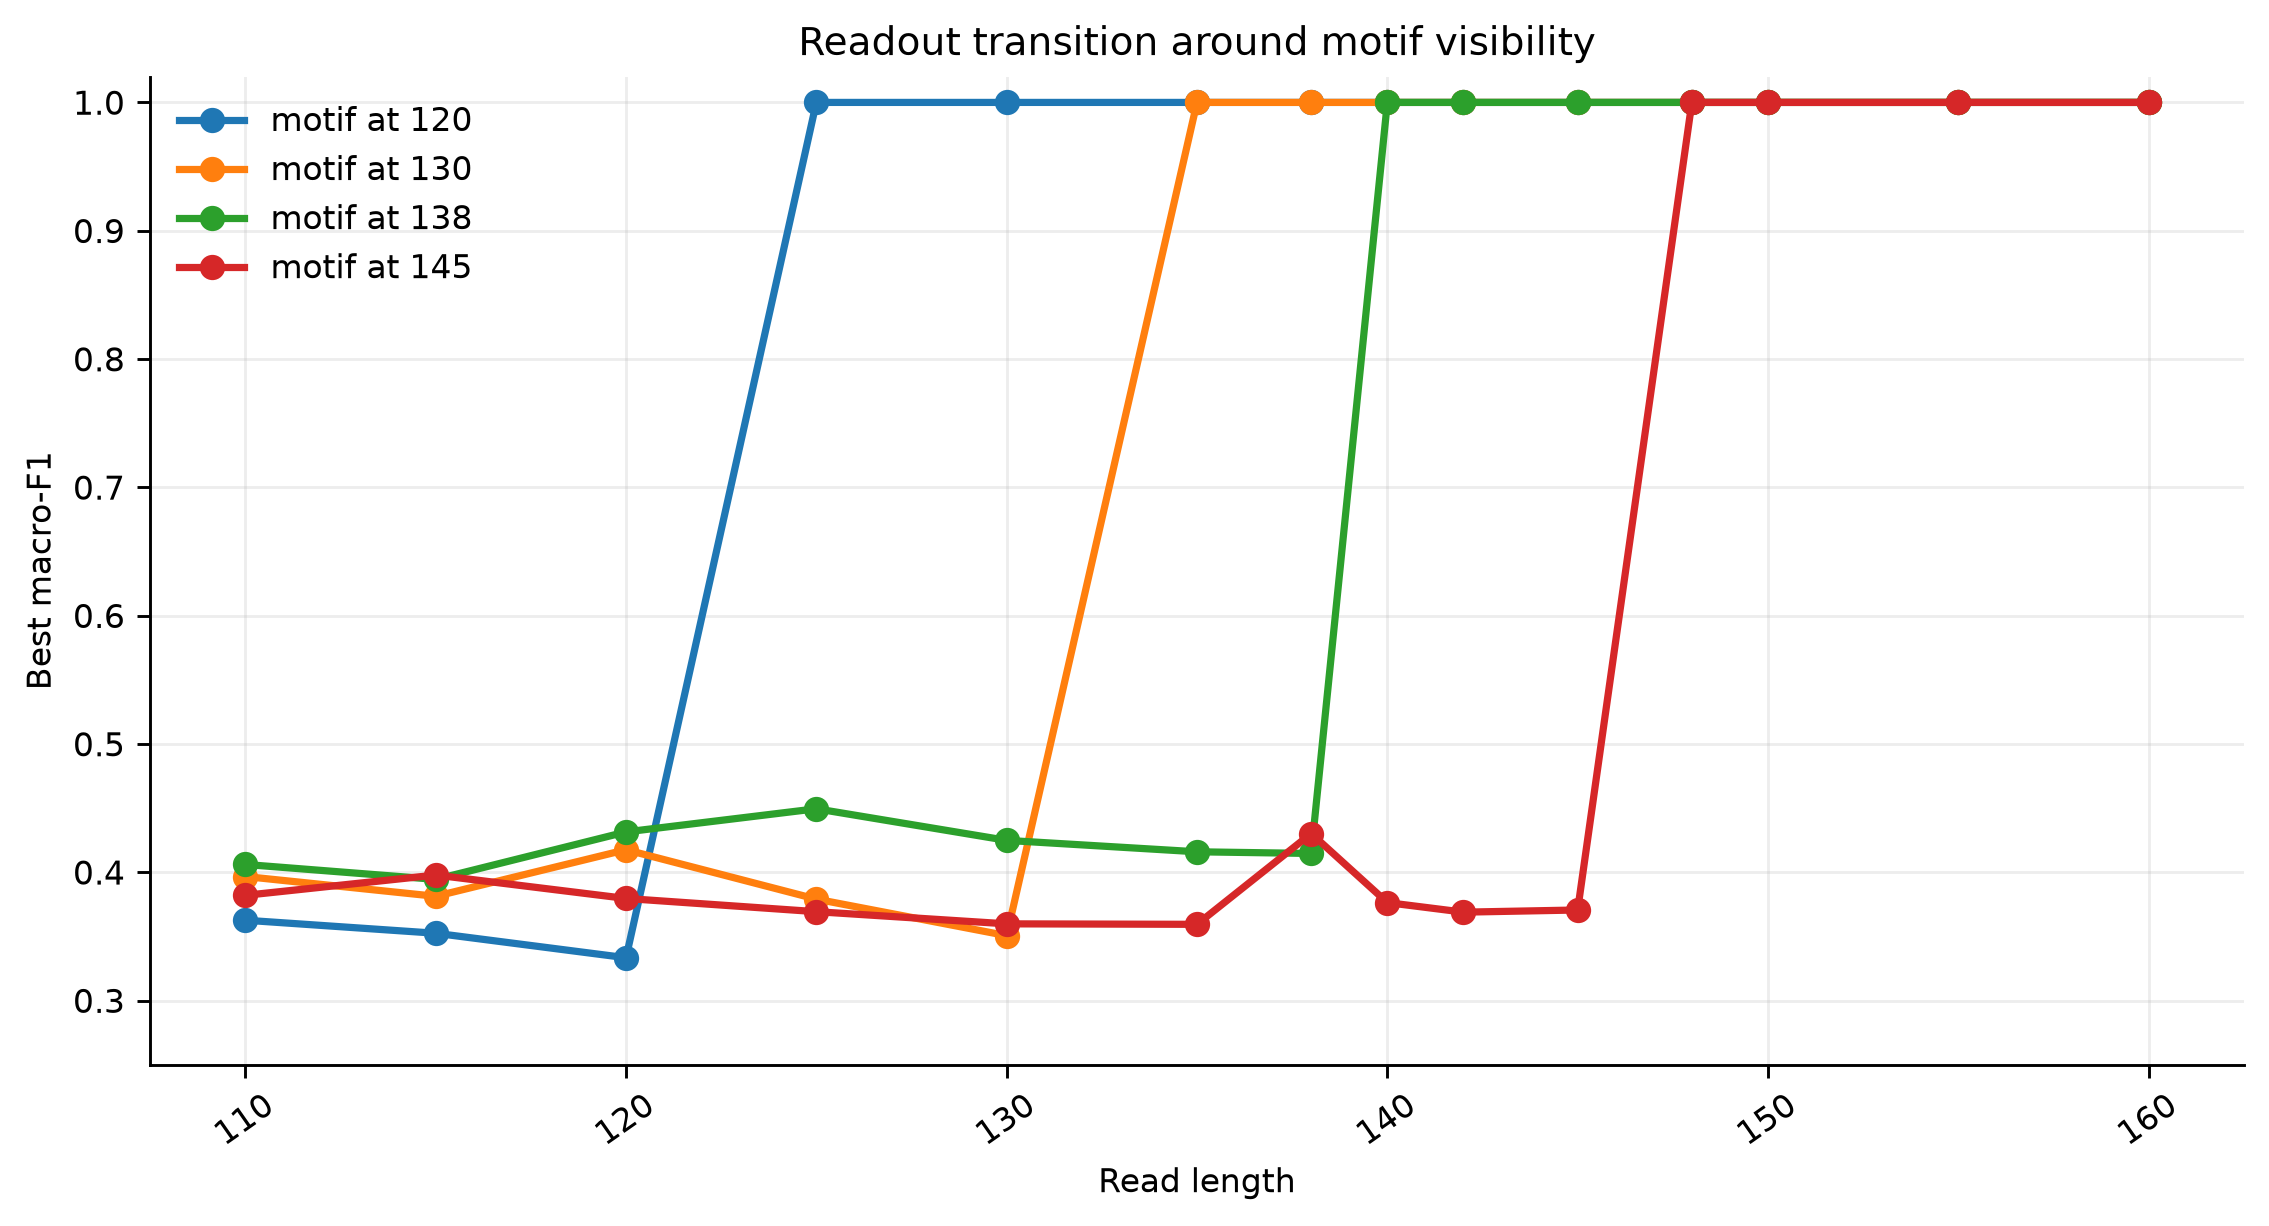 Readout transition around motif visibility
motif at 120
motif at 130
motif at 138
motif at 145
1.0
0.9
0.8
0.7
0.6
0.5
0.4
0.3
Best macro-F1
110
120
130
140
150
160
Read length